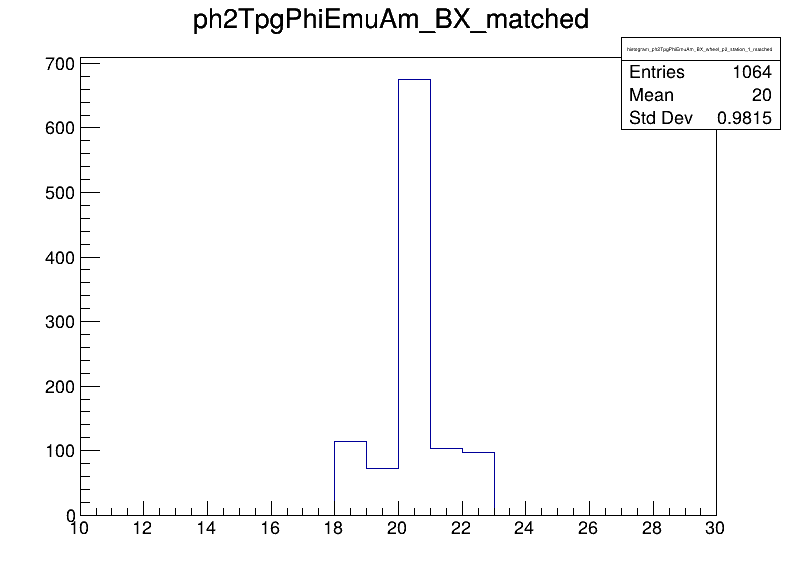 ph2TpgPhiEmuAm_BX_matched
histogram_ph2TpgPhiEmuAm_BX_wheel_p2_station_1_matched
Entries 1064
Mean 20
Std Dev 0.9815
700
600
500
400
300
200
100
0
10 12 14 16 18 20 22 24 26 28 30